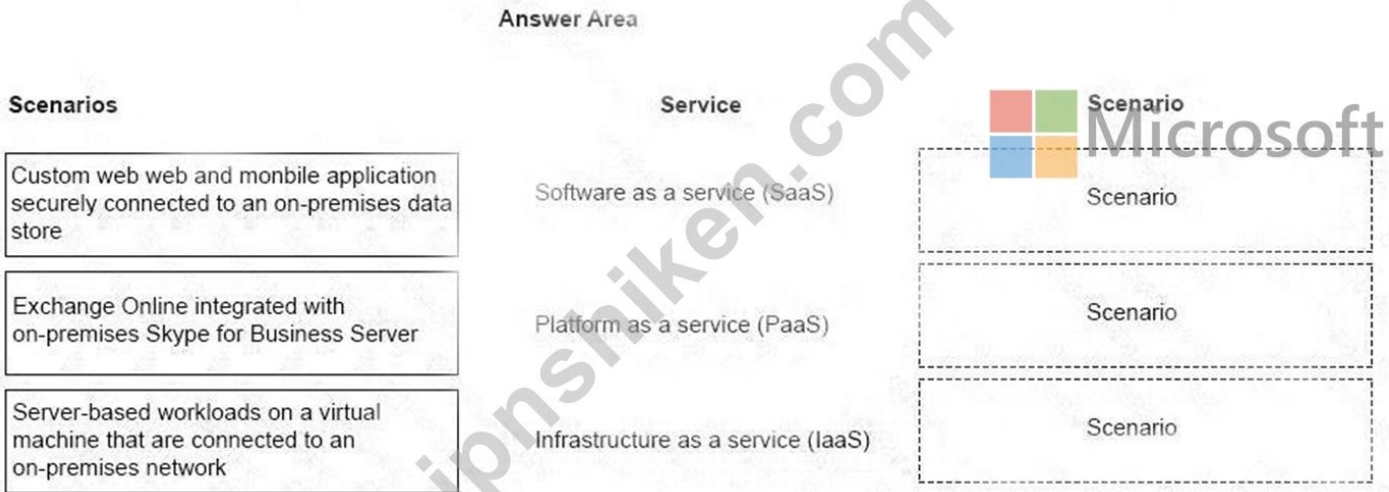 Answer Area
Scenarios
Service
Scenario
Microsoft
Custom web web and monbile application
securely connected to an on-premises data
store
Software as a service (SaaS)
Scenario
Exchange Online integrated with
on-premises Skype for Business Server
Platform as a service (PaaS)
Scenario
Server-based workloads on a virtual
machine that are connected to an
on-premises network
Infrastructure as a service (IaaS)
Scenario
jpnshiken.com